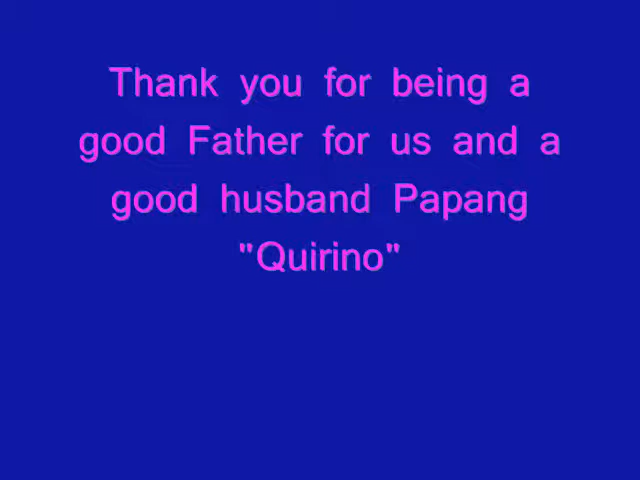 Thank you for being a
good Father for us and a
good husband Papang
"Quirino"